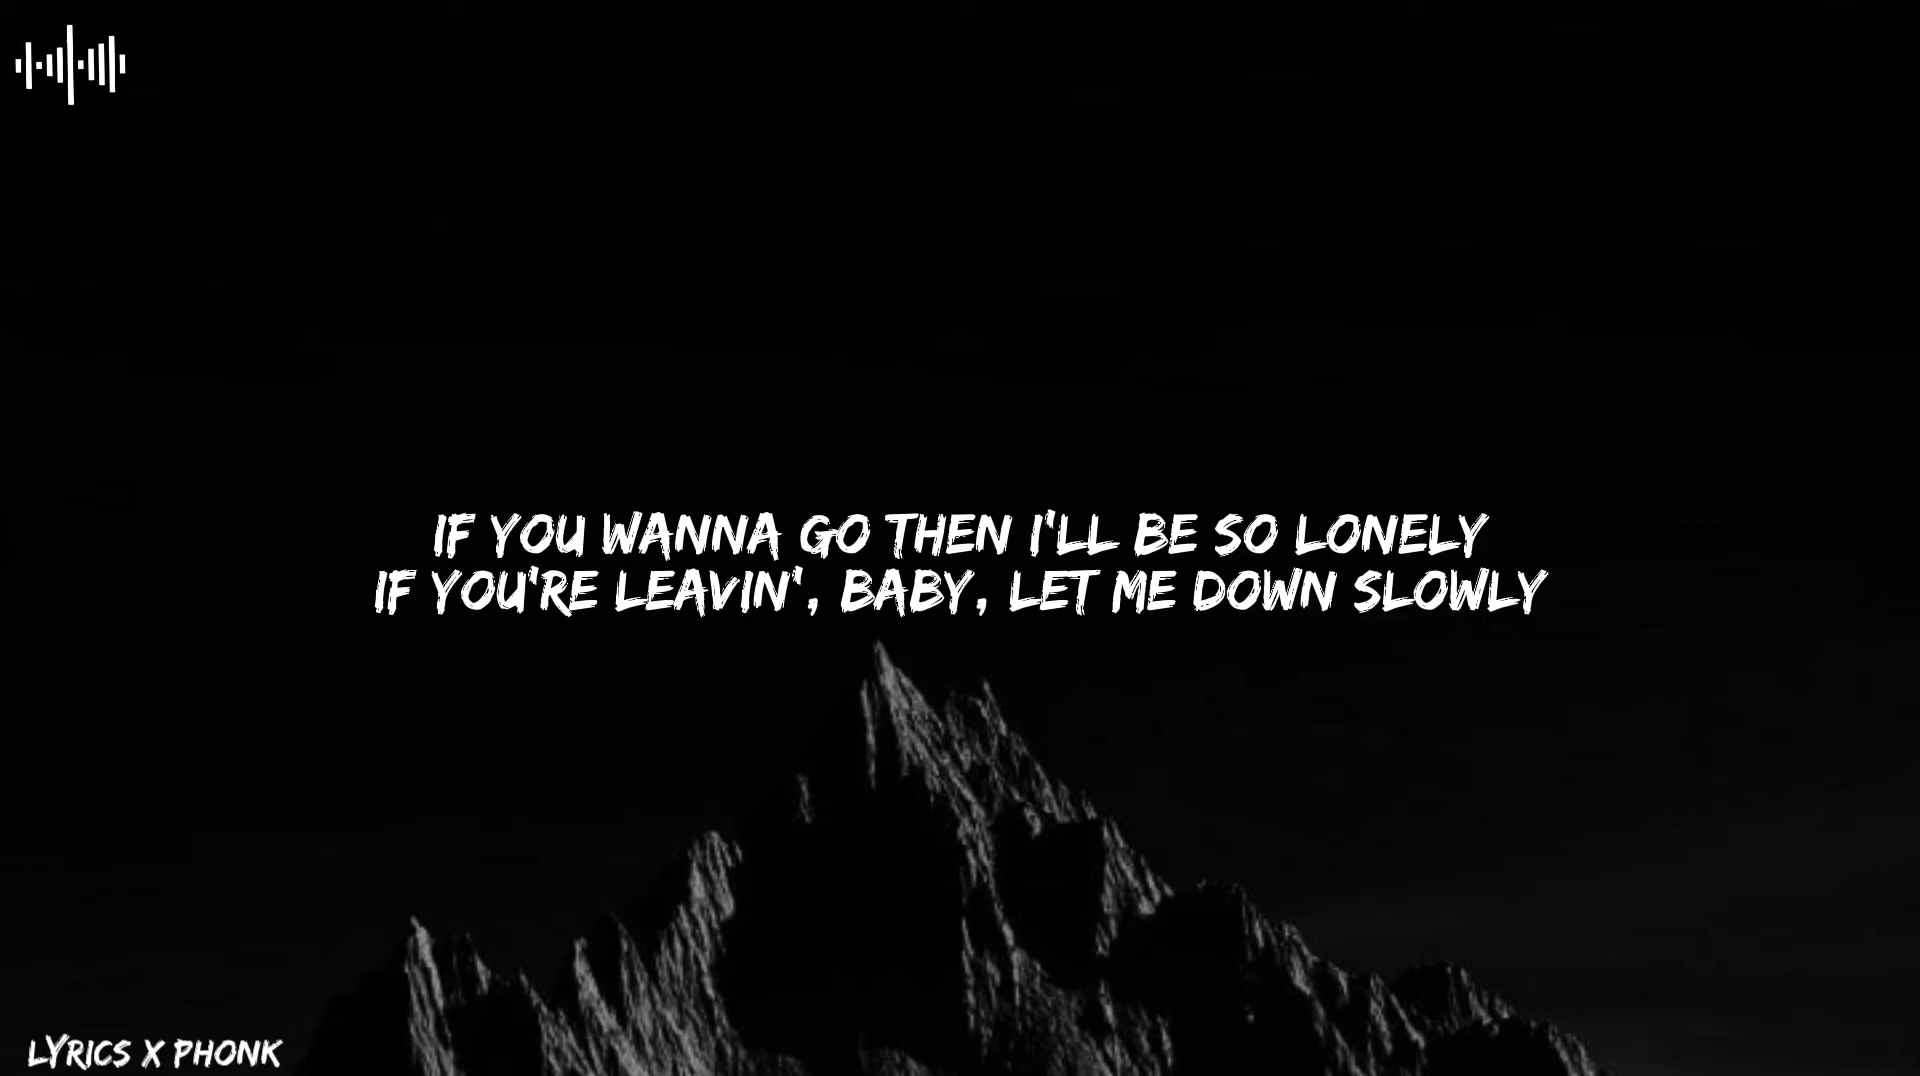 IF YOU WANNA GO THEN I'LL BE SO LONELY
IF YOU'RE LEAVIN', BABY, LET ME DOWN SLOWLY
LYRICS X PHONK